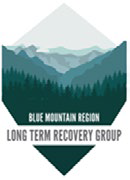 BLUE MOUNTAIN REGION
LONG TERM RECOVERY GROUP